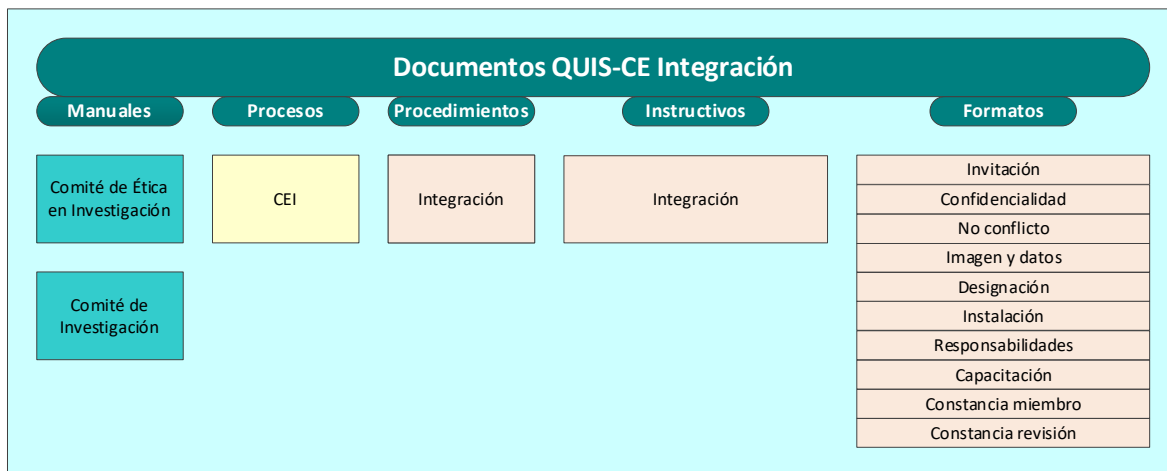 Documentos QUIS-CE Integración
Manuales
Procesos
Procedimientos
Instructivos
Formatos
Comité de Ética
en Investigación
CEI
Integración
Integración
Invitación
Confidencialidad
No conflicto
Imagen y datos
Designación
Instalación
Responsabilidades
Capacitación
Constancia miembro
Constancia revisión
Comité de
Investigación